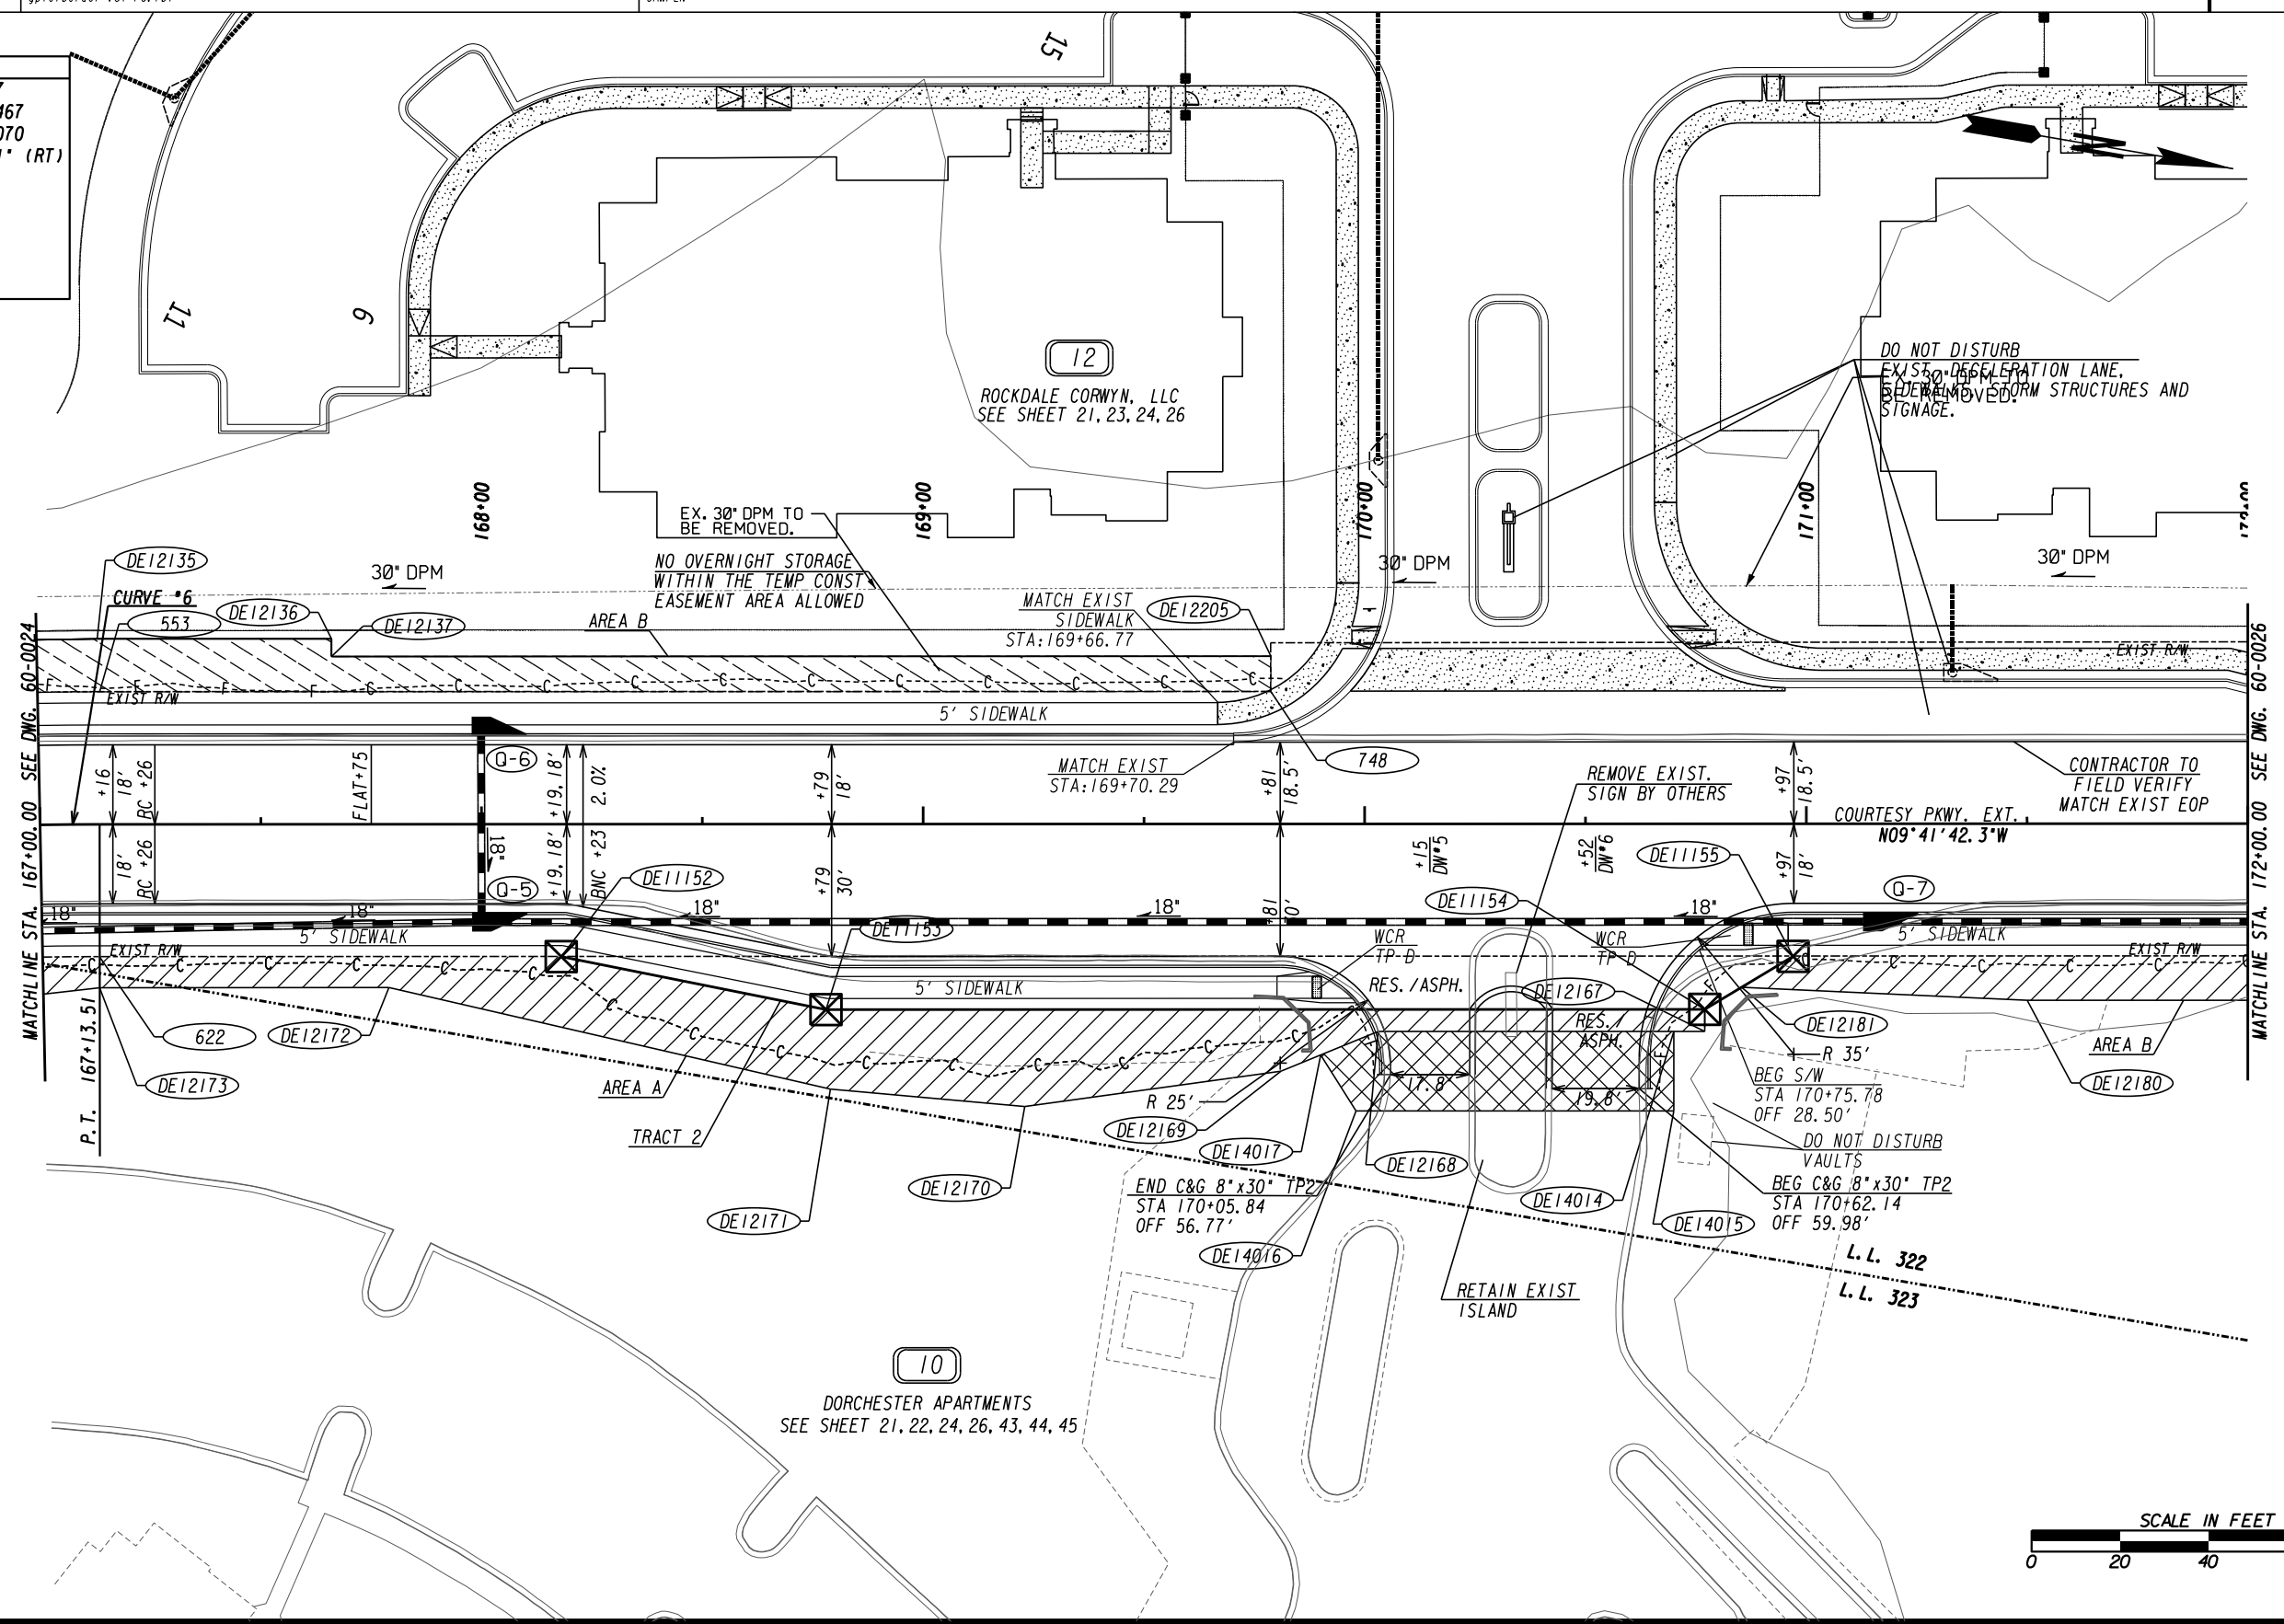 467
070
(RT)
15
11
9
12
ROCKDALE CORWYN, LLC
SEE SHEET 21, 23, 24, 26
DO NOT DISTURB
EXIST. DECELERATION LANE,
SIDEWALKS, STORM STRUCTURES AND
SIGNAGE.
EX. 30" DPM TO
BE REMOVED.
168+00
169+00
170+00
171+00
172+00
EX. 30" DPM TO
BE REMOVED.
NO OVERNIGHT STORAGE
WITHIN THE TEMP CONST
EASEMENT AREA ALLOWED
30" DPM
30" DPM
30" DPM
DE12135
CURVE #6
553
DE12136
DE12137
AREA B
MATCH EXIST
SIDEWALK
STA:169+66.77
DE12205
EXIST R/W
EXIST R/W
5' SIDEWALK
MATCHLINE STA. 167+00.00 SEE DWG. 60-0024
MATCHLINE STA. 172+00.00 SEE DWG. 60-0026
Q-6
MATCH EXIST
STA:169+70.29
748
REMOVE EXIST.
SIGN BY OTHERS
CONTRACTOR TO
FIELD VERIFY
MATCH EXIST EOP
+16
18'
RC +26
FLAT+75
+19, 18'
2.0%
+79
18'
+81
18.5'
+97
18.5'
COURTESY PKWY. EXT.
N09°41'42.3"W
18'
RC +26
18"
+19, 18'
BNC +23
+79
30'
+81
+15
DW#5
+52
DW#6
+97
18'
Q-5
DE11152
DE11153
DE11154
DE11155
Q-7
18"
18"
18"
18"
18"
5' SIDEWALK
EXIST R/W
5' SIDEWALK
WCR
TP D
WCR
TP D
5' SIDEWALK
EXIST R/W
RES./ASPH.
DE12167
RES./
ASPH.
P.T. 167+13.51
622
DE12172
DE12173
AREA A
TRACT 2
DE12171
DE12170
R 25'
DE12169
DE14017
17.8'
19.8'
DE12168
DE12181
R 35'
AREA B
DE12180
BEG S/W
STA 170+75.78
OFF 28.50'
DO NOT DISTURB
VAULTS
END C&G 8"x30" TP2
STA 170+05.84
OFF 56.77'
DE14016
DE14014
DE14015
BEG C&G 8"x30" TP2
STA 170+62.14
OFF 59.98'
RETAIN EXIST
ISLAND
L.L. 322
L.L. 323
10
DORCHESTER APARTMENTS
SEE SHEET 21, 22, 24, 26, 43, 44, 45
SCALE IN FEET
0 20 40